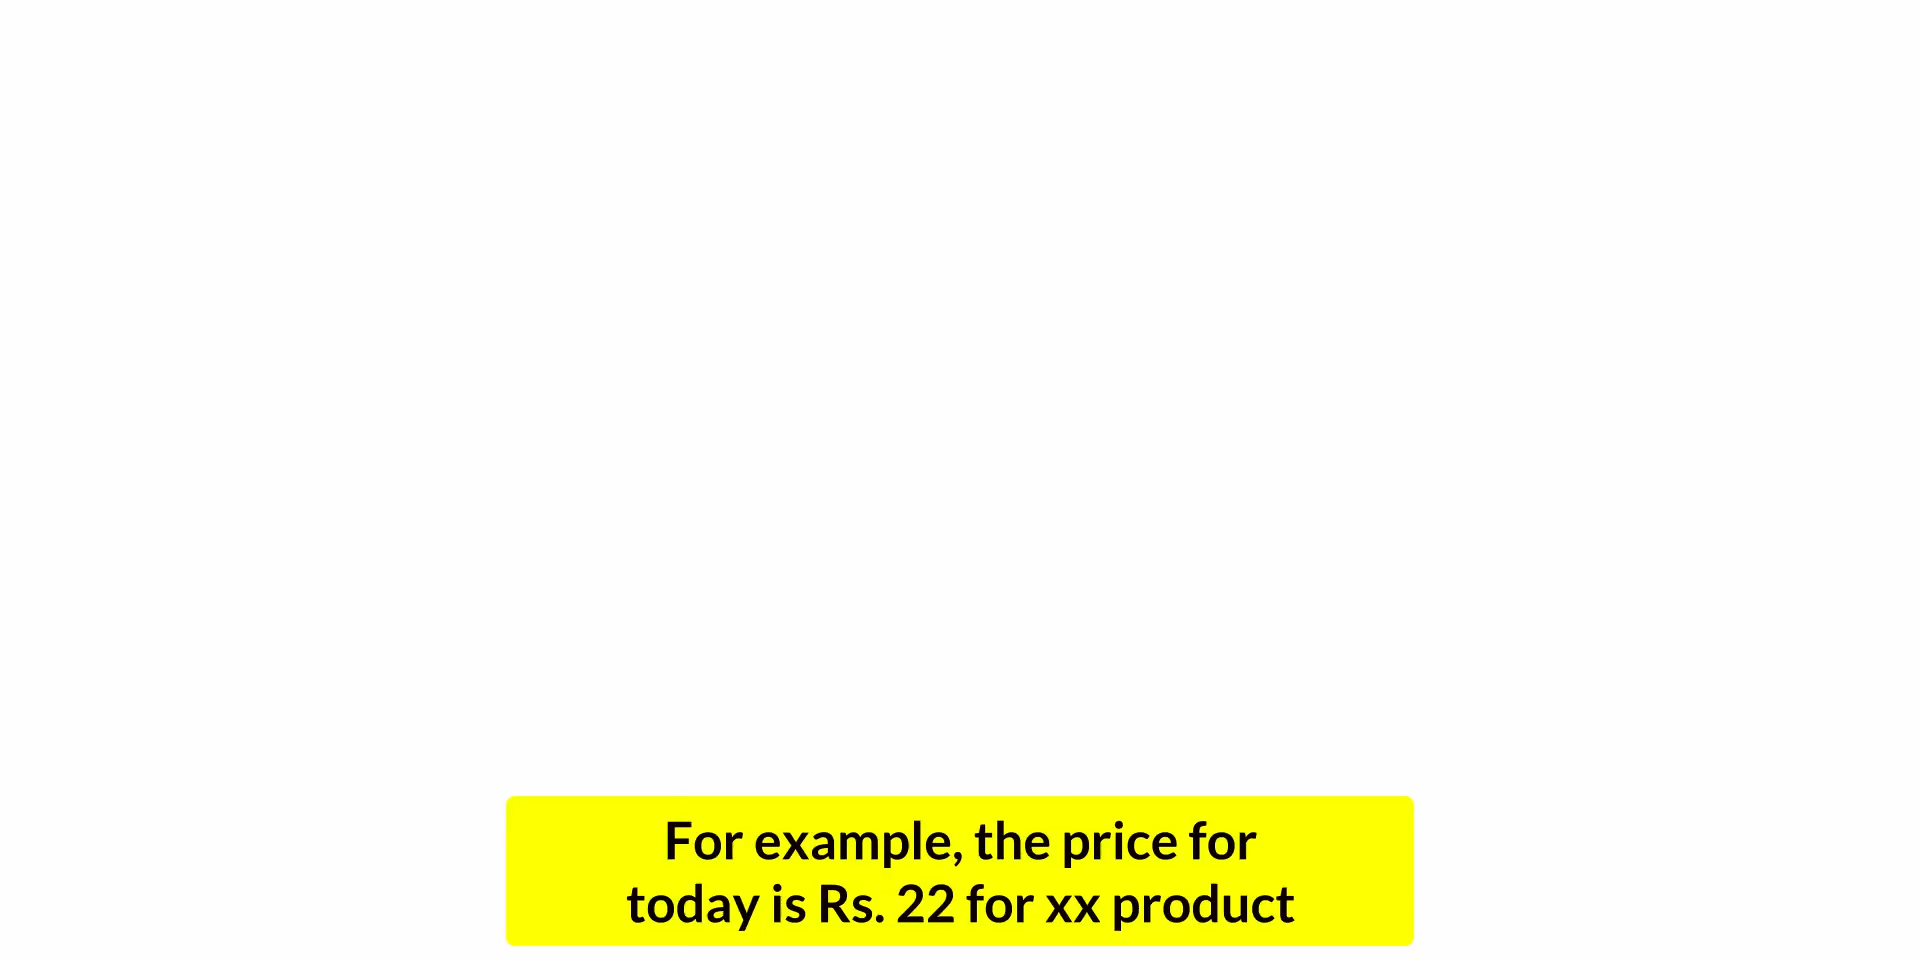 For example, the price for
today is Rs. 22 for xx product